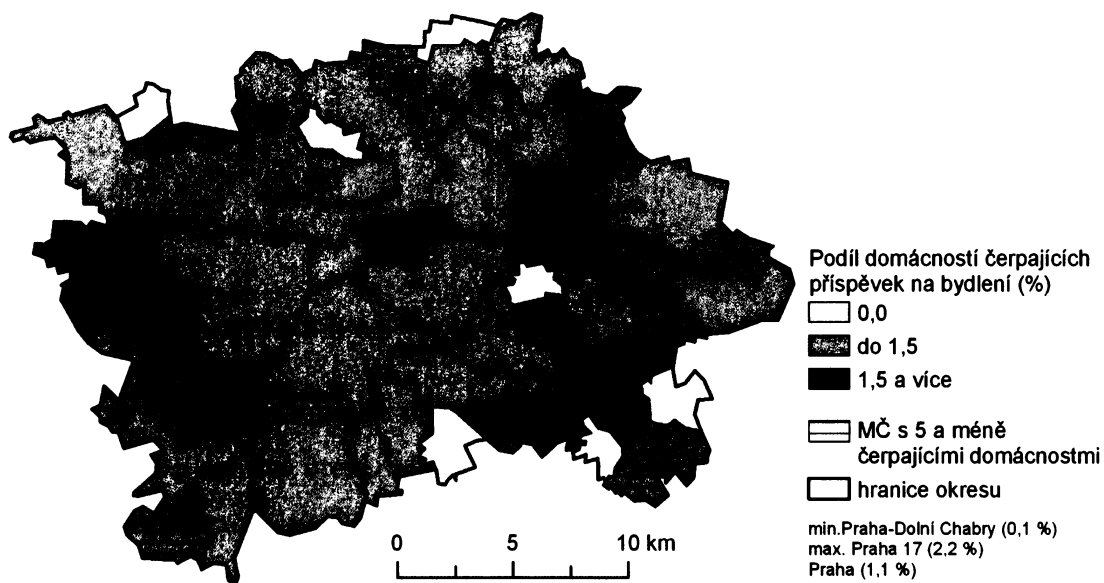 Podíl domácností čerpajících
příspěvek na bydlení (%)
0,0
do 1,5
1,5 a více
MČ s 5 a méně
čerpajícími domácnostmi
hranice okresu
min.Praha-Dolní Chabry (0,1 %)
max. Praha 17 (2,2 %)
Praha (1,1 %)
0 5 10 km